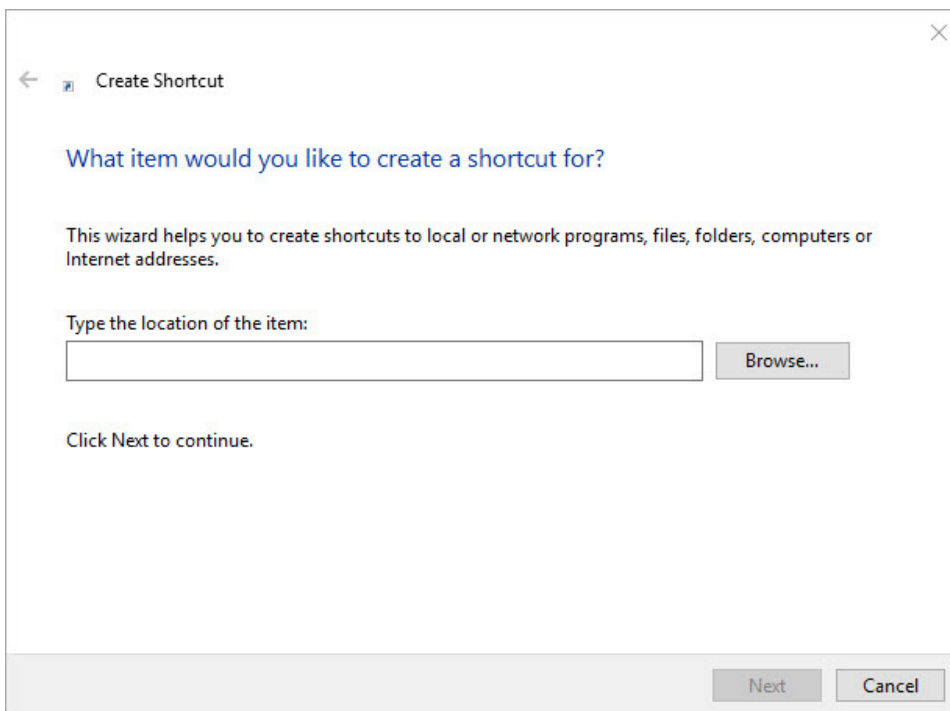 Create Shortcut
What item would you like to create a shortcut for?
This wizard helps you to create shortcuts to local or network programs, files, folders, computers or
Internet addresses.
Type the location of the item:
Browse...
Click Next to continue.
Next
Cancel